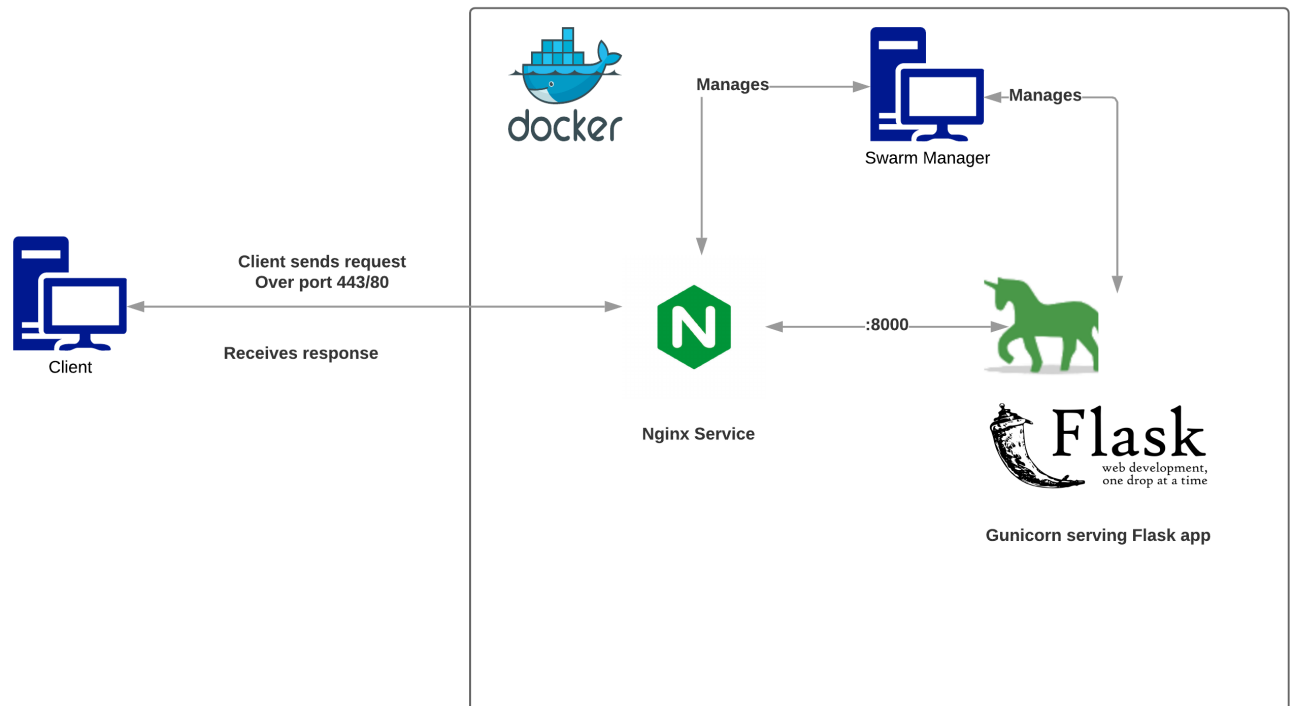 docker
Manages
Manages
Swarm Manager
Client sends request
Over port 443/80
Receives response
Client
:8000
N
Nginx Service
Flask
web development,
one drop at a time
Gunicorn serving Flask app